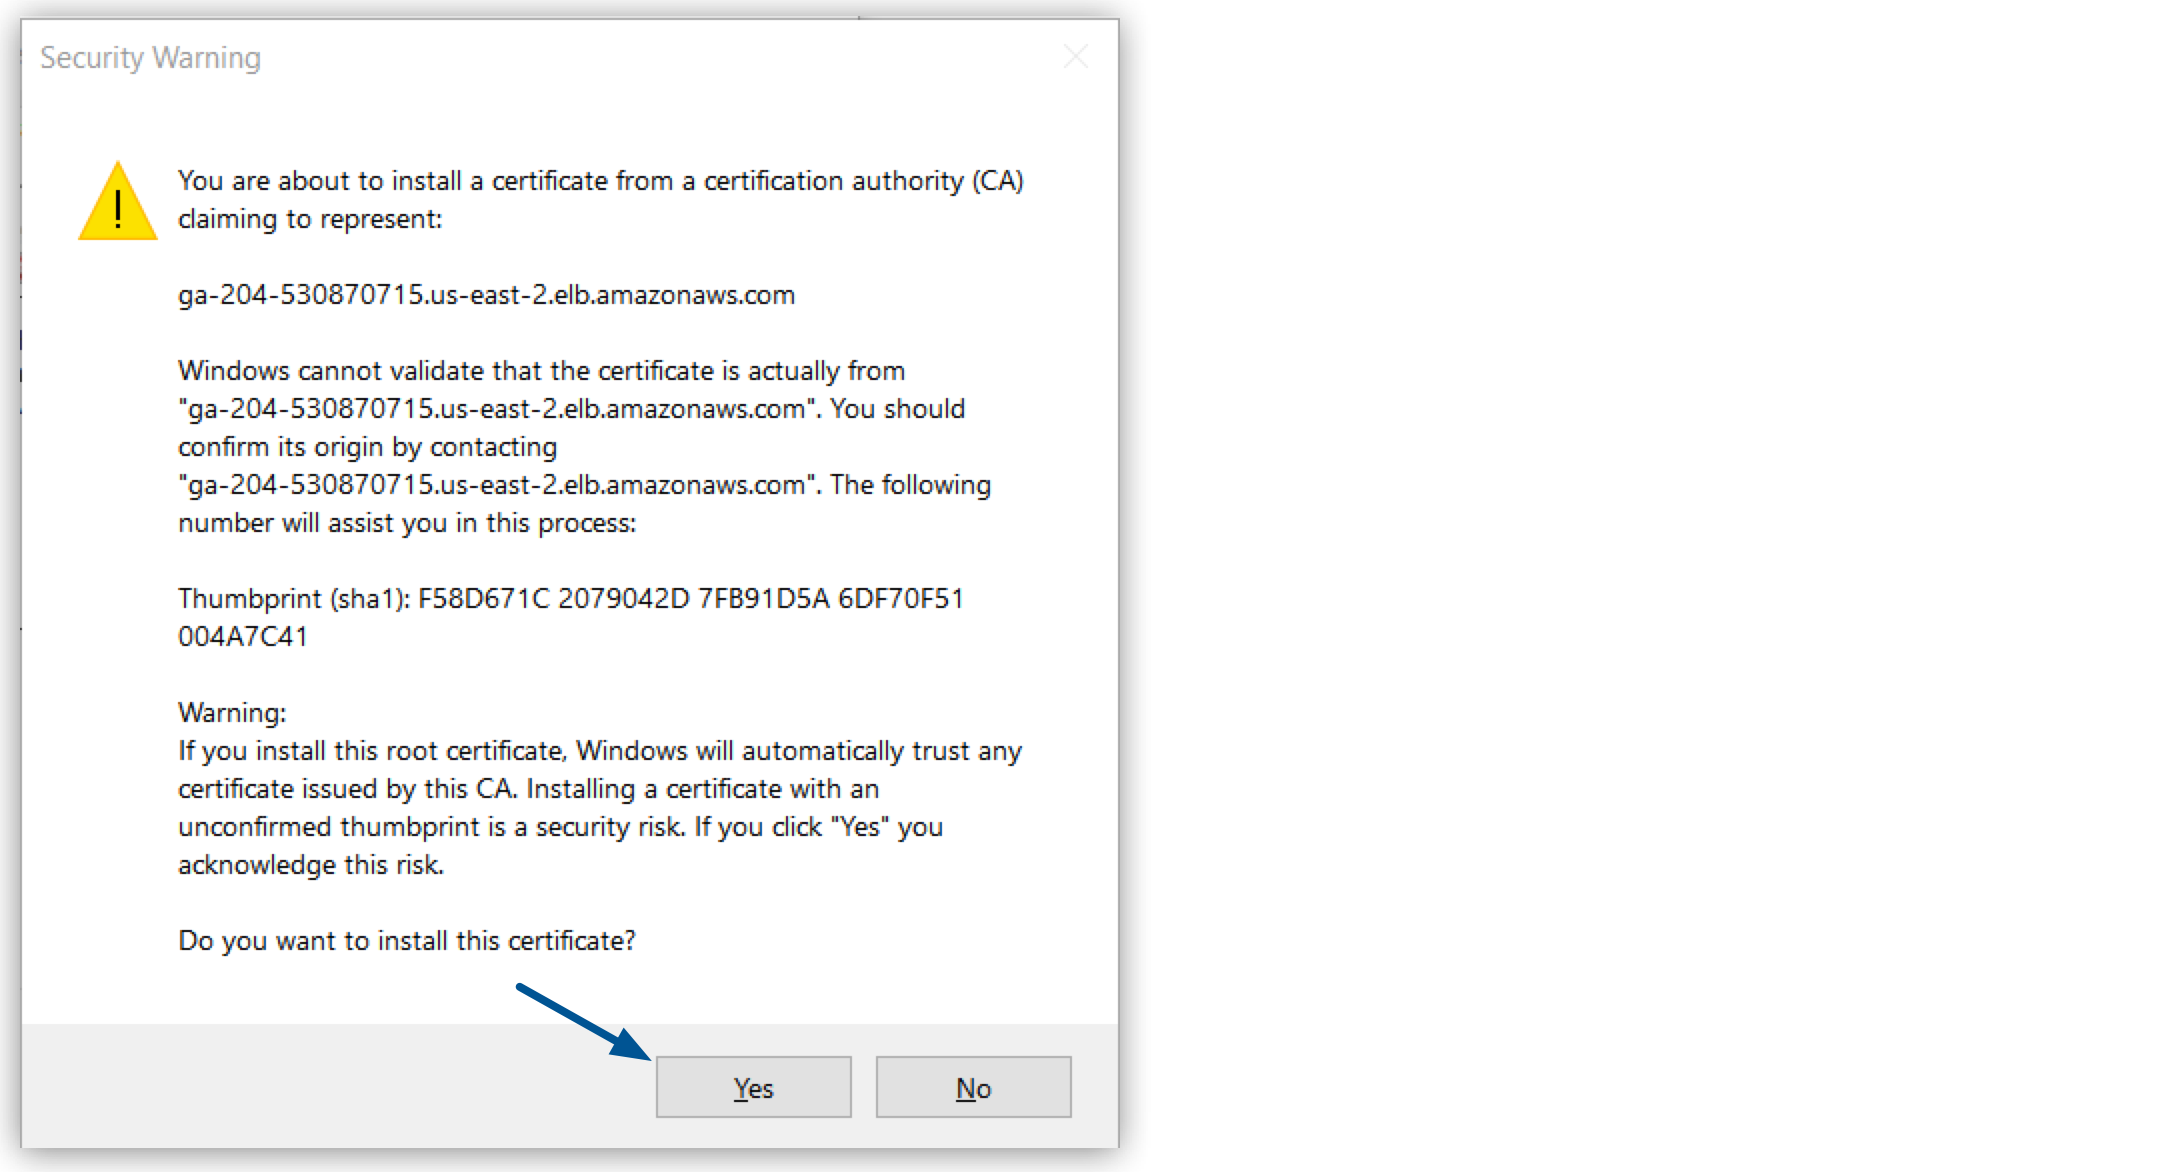 Security Warning
You are about to install a certificate from a certification authority (CA)
claiming to represent:
ga-204-530870715.us-east-2.elb.amazonaws.com
Windows cannot validate that the certificate is actually from
"ga-204-530870715.us-east-2.elb.amazonaws.com". You should
confirm its origin by contacting
"ga-204-530870715.us-east-2.elb.amazonaws.com". The following
number will assist you in this process:
Thumbprint (sha1): F58D671C 2079042D 7FB91D5A 6DF70F51
004A7C41
Warning:
If you install this root certificate, Windows will automatically trust any
certificate issued by this CA. Installing a certificate with an
unconfirmed thumbprint is a security risk. If you click "Yes" you
acknowledge this risk.
Do you want to install this certificate?
Yes
No